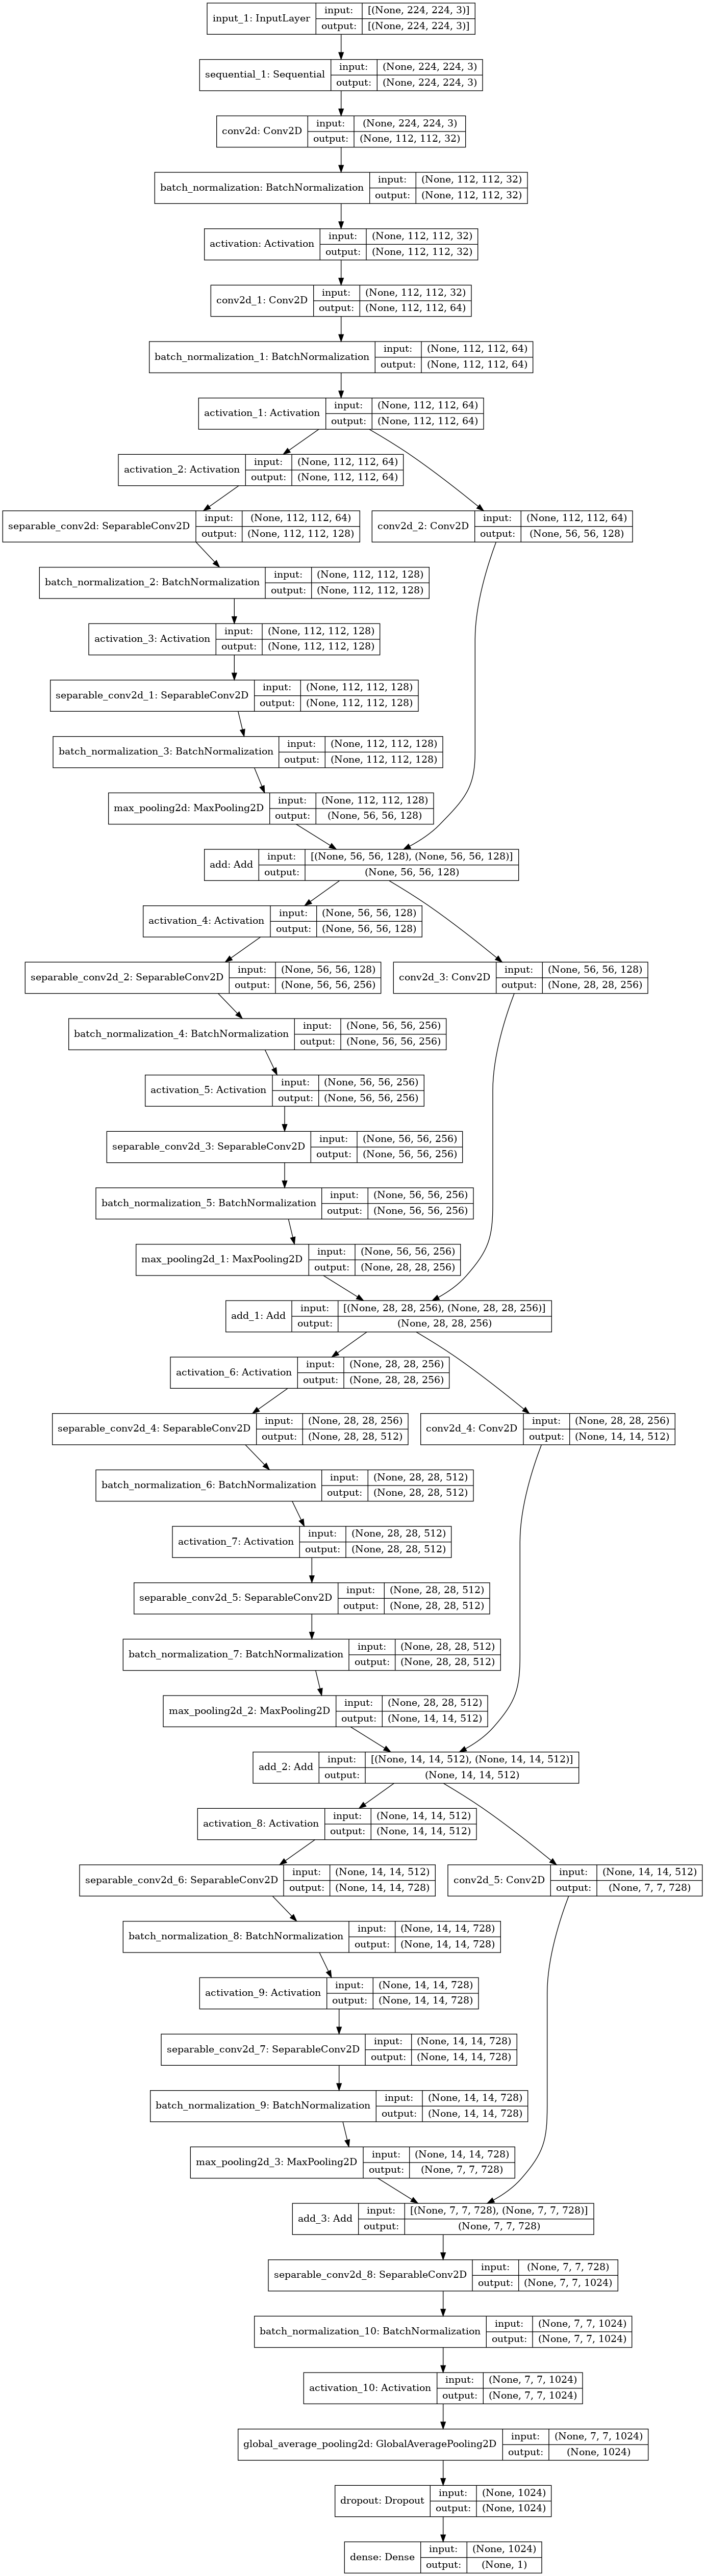 input_1: InputLayer input: [(None, 224, 224, 3)]
output: [(None, 224, 224, 3)]
sequential_1: Sequential input: (None, 224, 224, 3)
output: (None, 224, 224, 3)
conv2d: Conv2D input: (None, 224, 224, 3)
output: (None, 112, 112, 32)
batch_normalization: BatchNormalization input: (None, 112, 112, 32)
output: (None, 112, 112, 32)
activation: Activation input: (None, 112, 112, 32)
output: (None, 112, 112, 32)
conv2d_1: Conv2D input: (None, 112, 112, 32)
output: (None, 112, 112, 64)
batch_normalization_1: BatchNormalization input: (None, 112, 112, 64)
output: (None, 112, 112, 64)
activation_1: Activation input: (None, 112, 112, 64)
output: (None, 112, 112, 64)
activation_2: Activation input: (None, 112, 112, 64)
output: (None, 112, 112, 64)
separable_conv2d: SeparableConv2D input: (None, 112, 112, 64)
output: (None, 112, 112, 128)
conv2d_2: Conv2D input: (None, 112, 112, 64)
output: (None, 56, 56, 128)
batch_normalization_2: BatchNormalization input: (None, 112, 112, 128)
output: (None, 112, 112, 128)
activation_3: Activation input: (None, 112, 112, 128)
output: (None, 112, 112, 128)
separable_conv2d_1: SeparableConv2D input: (None, 112, 112, 128)
output: (None, 112, 112, 128)
batch_normalization_3: BatchNormalization input: (None, 112, 112, 128)
output: (None, 112, 112, 128)
max_pooling2d: MaxPooling2D input: (None, 112, 112, 128)
output: (None, 56, 56, 128)
add: Add input: [(None, 56, 56, 128), (None, 56, 56, 128)]
output: (None, 56, 56, 128)
activation_4: Activation input: (None, 56, 56, 128)
output: (None, 56, 56, 128)
separable_conv2d_2: SeparableConv2D input: (None, 56, 56, 128)
output: (None, 56, 56, 256)
conv2d_3: Conv2D input: (None, 56, 56, 128)
output: (None, 28, 28, 256)
batch_normalization_4: BatchNormalization input: (None, 56, 56, 256)
output: (None, 56, 56, 256)
activation_5: Activation input: (None, 56, 56, 256)
output: (None, 56, 56, 256)
separable_conv2d_3: SeparableConv2D input: (None, 56, 56, 256)
output: (None, 56, 56, 256)
batch_normalization_5: BatchNormalization input: (None, 56, 56, 256)
output: (None, 56, 56, 256)
max_pooling2d_1: MaxPooling2D input: (None, 56, 56, 256)
output: (None, 28, 28, 256)
add_1: Add input: [(None, 28, 28, 256), (None, 28, 28, 256)]
output: (None, 28, 28, 256)
activation_6: Activation input: (None, 28, 28, 256)
output: (None, 28, 28, 256)
separable_conv2d_4: SeparableConv2D input: (None, 28, 28, 256)
output: (None, 28, 28, 512)
conv2d_4: Conv2D input: (None, 28, 28, 256)
output: (None, 14, 14, 512)
batch_normalization_6: BatchNormalization input: (None, 28, 28, 512)
output: (None, 28, 28, 512)
activation_7: Activation input: (None, 28, 28, 512)
output: (None, 28, 28, 512)
separable_conv2d_5: SeparableConv2D input: (None, 28, 28, 512)
output: (None, 28, 28, 512)
batch_normalization_7: BatchNormalization input: (None, 28, 28, 512)
output: (None, 28, 28, 512)
max_pooling2d_2: MaxPooling2D input: (None, 28, 28, 512)
output: (None, 14, 14, 512)
add_2: Add input: [(None, 14, 14, 512), (None, 14, 14, 512)]
output: (None, 14, 14, 512)
activation_8: Activation input: (None, 14, 14, 512)
output: (None, 14, 14, 512)
separable_conv2d_6: SeparableConv2D input: (None, 14, 14, 512)
output: (None, 14, 14, 728)
conv2d_5: Conv2D input: (None, 14, 14, 512)
output: (None, 7, 7, 728)
batch_normalization_8: BatchNormalization input: (None, 14, 14, 728)
output: (None, 14, 14, 728)
activation_9: Activation input: (None, 14, 14, 728)
output: (None, 14, 14, 728)
separable_conv2d_7: SeparableConv2D input: (None, 14, 14, 728)
output: (None, 14, 14, 728)
batch_normalization_9: BatchNormalization input: (None, 14, 14, 728)
output: (None, 14, 14, 728)
max_pooling2d_3: MaxPooling2D input: (None, 14, 14, 728)
output: (None, 7, 7, 728)
add_3: Add input: [(None, 7, 7, 728), (None, 7, 7, 728)]
output: (None, 7, 7, 728)
separable_conv2d_8: SeparableConv2D input: (None, 7, 7, 728)
output: (None, 7, 7, 1024)
batch_normalization_10: BatchNormalization input: (None, 7, 7, 1024)
output: (None, 7, 7, 1024)
activation_10: Activation input: (None, 7, 7, 1024)
output: (None, 7, 7, 1024)
global_average_pooling2d: GlobalAveragePooling2D input: (None, 7, 7, 1024)
output: (None, 1024)
dropout: Dropout input: (None, 1024)
output: (None, 1024)
dense: Dense input: (None, 1024)
output: (None, 1)